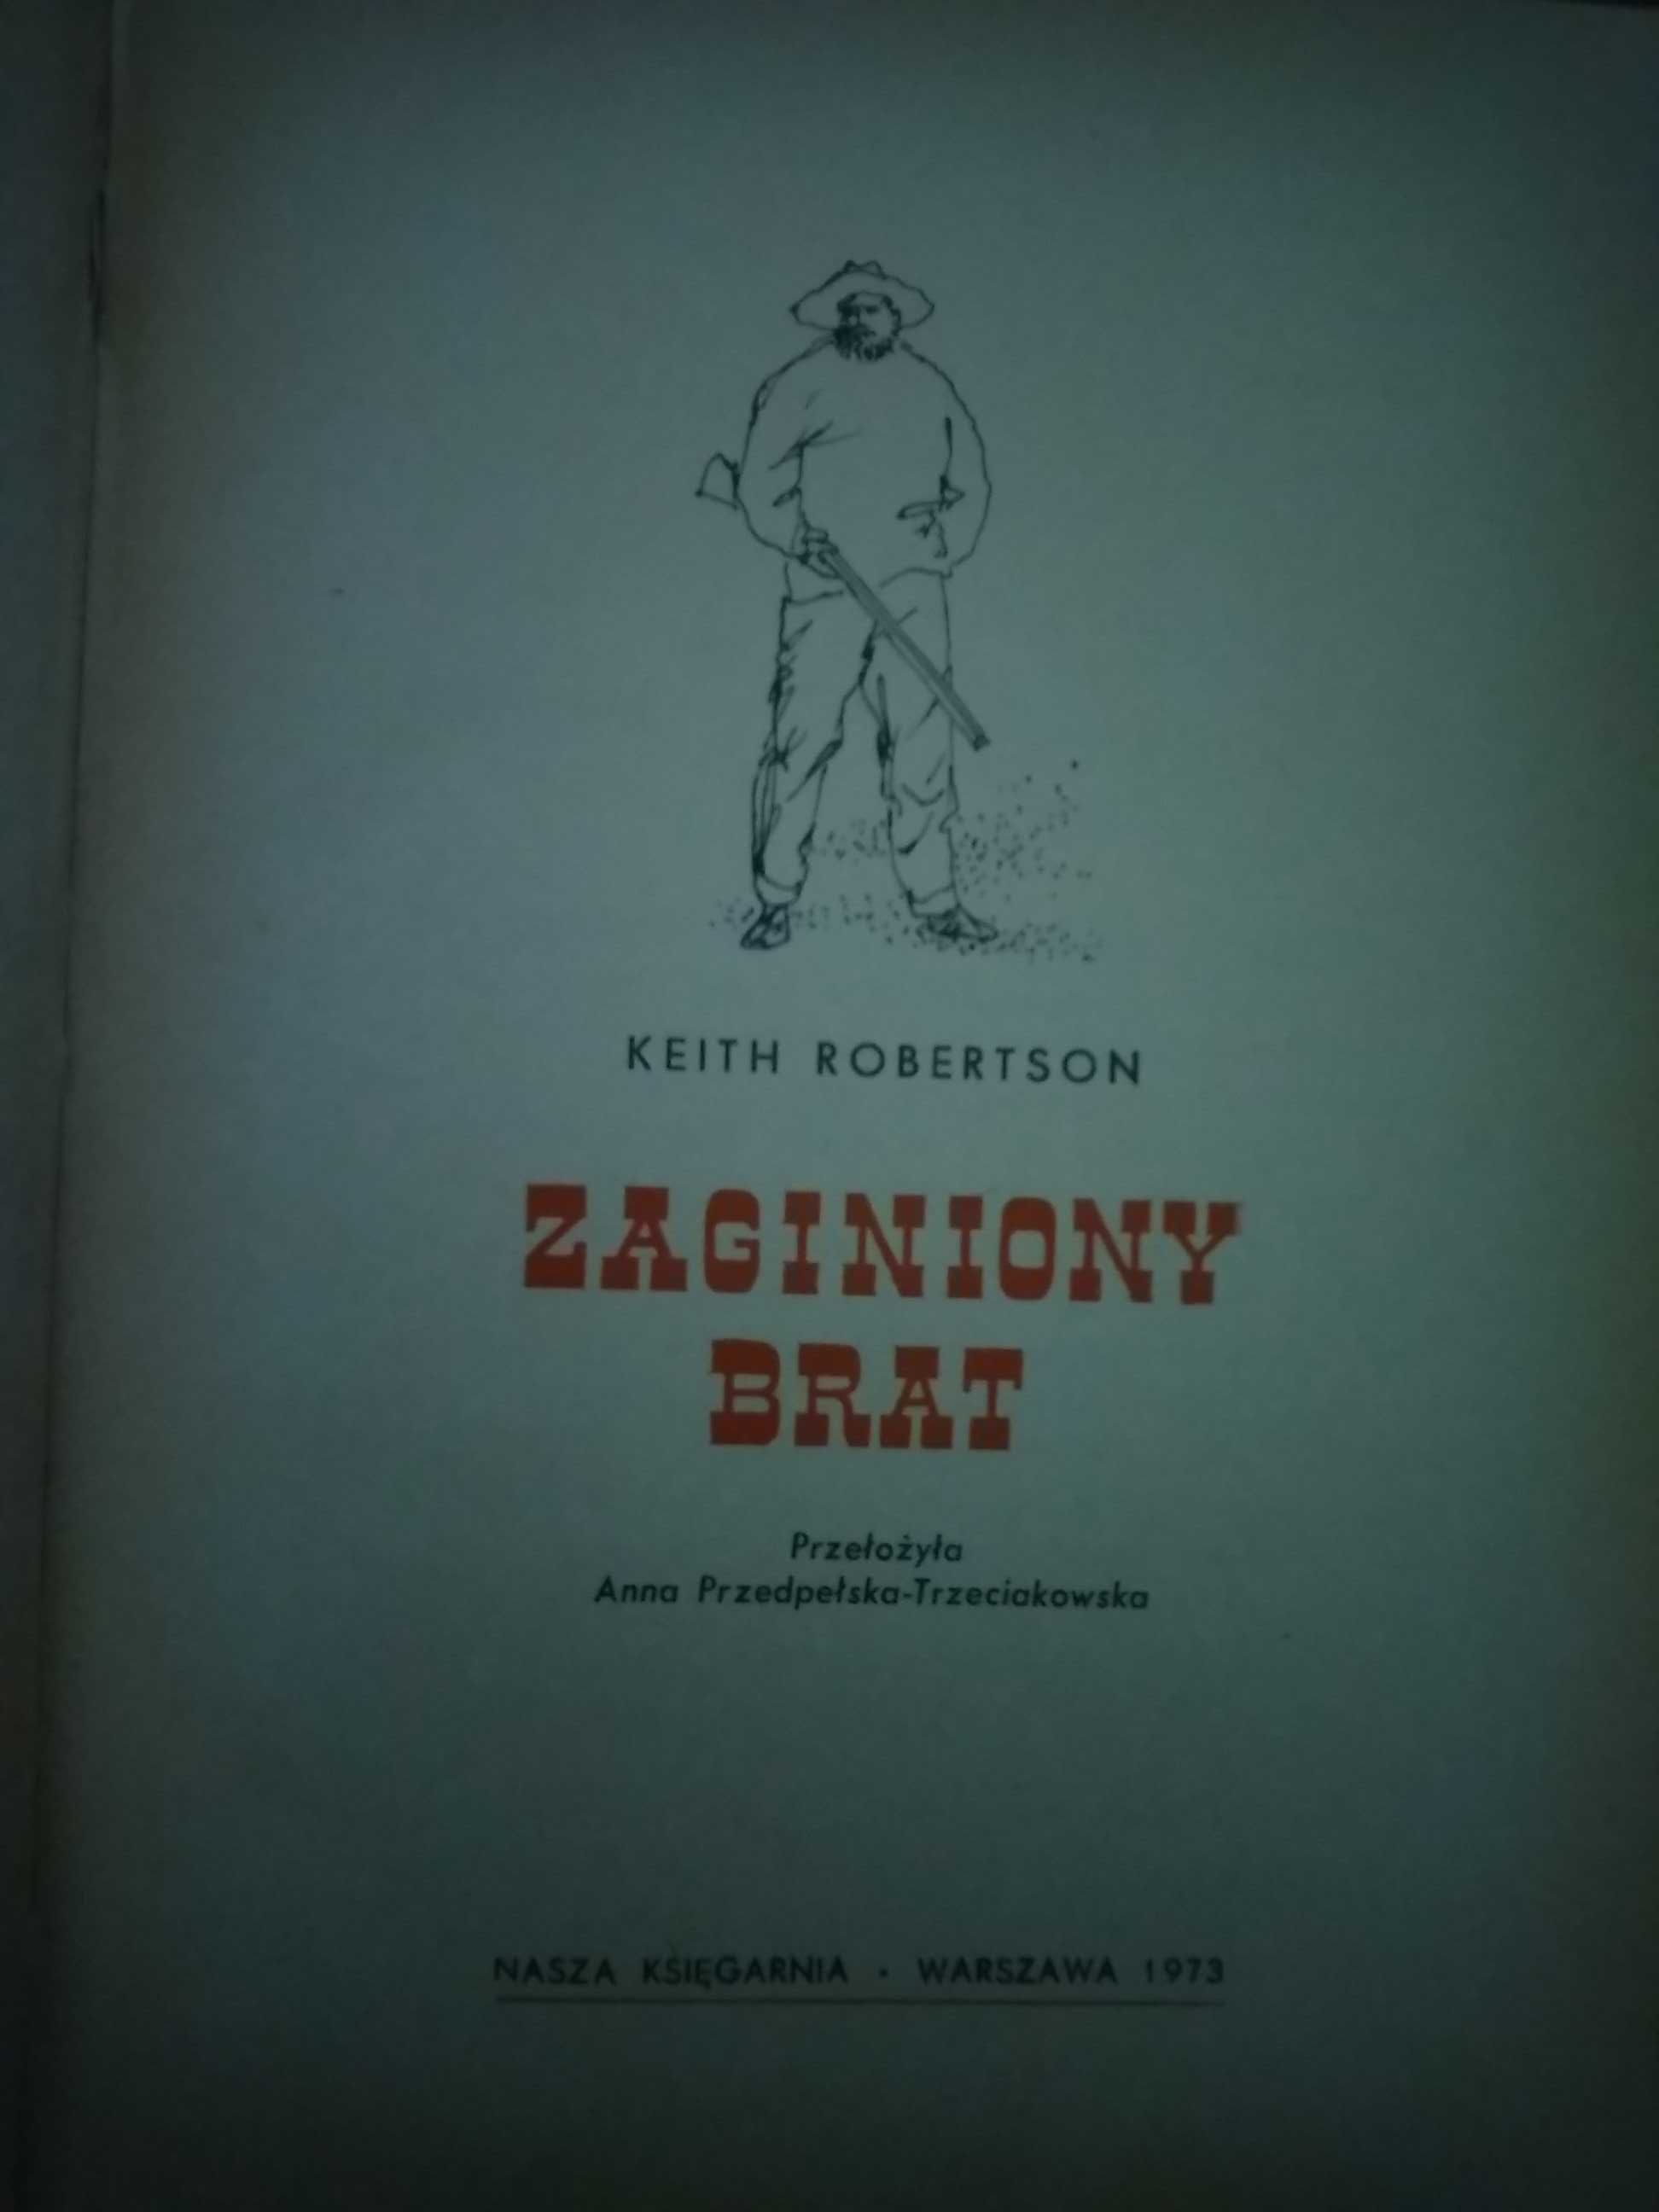 KEITH ROBERTSON
ZAGINIONY
BRAT
Przełożyła
Anna Przedpełska-Trzeciakowska
NASZA KSIĘGARNIA · WARSZAWA 1973